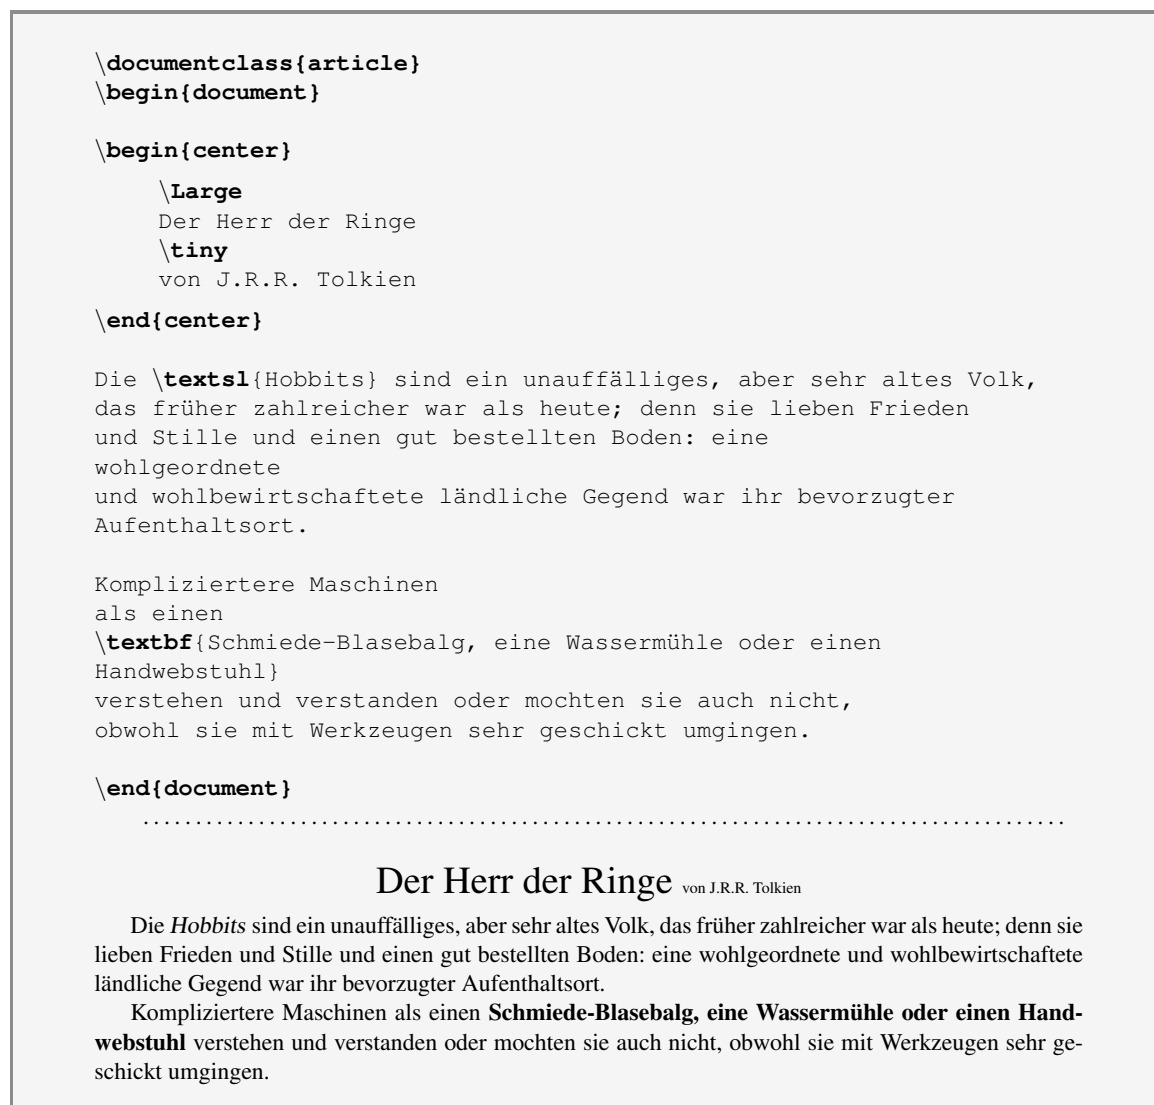 \documentclass{article}
\begin{document}
\begin{center}
\Large
Der Herr der Ringe
\tiny
von J.R.R. Tolkien
\end{center}
Die \textsl{Hobbits} sind ein unauffälliges, aber sehr altes Volk,
das früher zahlreicher war als heute; denn sie lieben Frieden
und Stille und einen gut bestellten Boden: eine
wohlgeordnete
und wohlbewirtschaftete ländliche Gegend war ihr bevorzugter
Aufenthaltsort.
Kompliziertere Maschinen
als einen
\textbf{Schmiede-Blasebalg, eine Wassermühle oder einen
Handwebstuhl}
verstehen und verstanden oder mochten sie auch nicht,
obwohl sie mit Werkzeugen sehr geschickt umgingen.
\end{document}
Der Herr der Ringe von J.R.R. Tolkien
Die Hobbits sind ein unauffälliges, aber sehr altes Volk, das früher zahlreicher war als heute; denn sie
lieben Frieden und Stille und einen gut bestellten Boden: eine wohlgeordnete und wohlbewirtschaftete
ländliche Gegend war ihr bevorzugter Aufenthaltsort.
Kompliziertere Maschinen als einen Schmiede-Blasebalg, eine Wassermühle oder einen Hand-
webstuhl verstehen und verstanden oder mochten sie auch nicht, obwohl sie mit Werkzeugen sehr ge-
schickt umgingen.